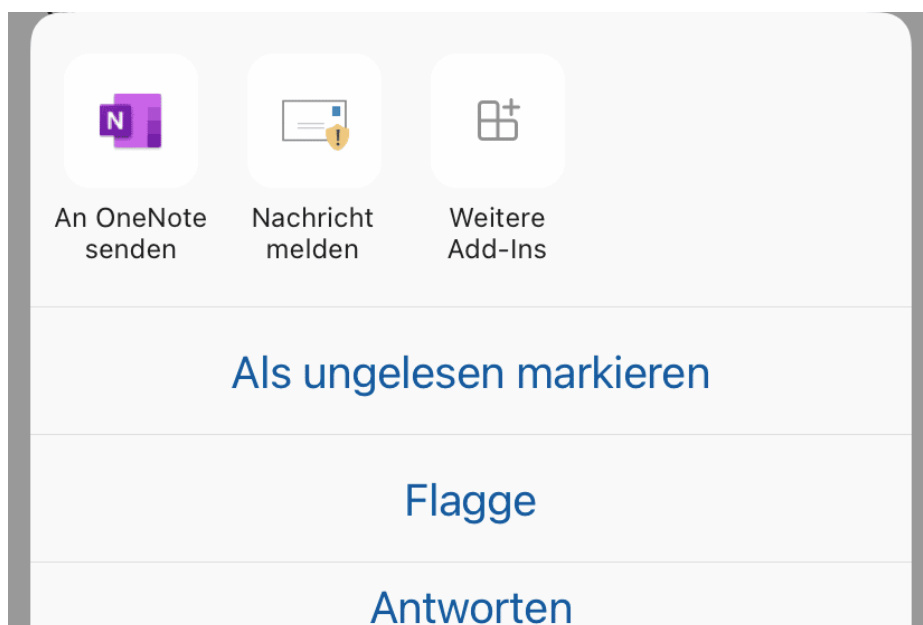 N
An OneNote
senden
Nachricht
melden
Weitere
Add-Ins
Als ungelesen markieren
Flagge
Antworten